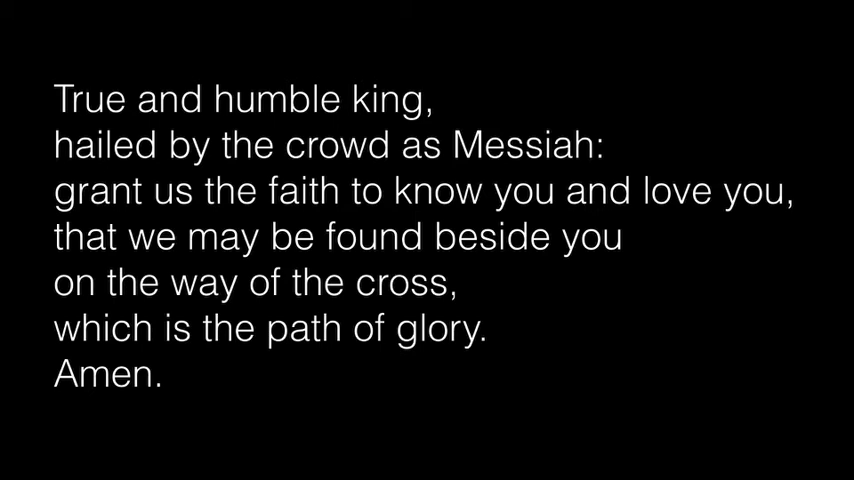 True and humble king,
hailed by the crowd as Messiah:
grant us the faith to know you and love you,
that we may be found beside you
on the way of the cross,
which is the path of glory.
Amen.